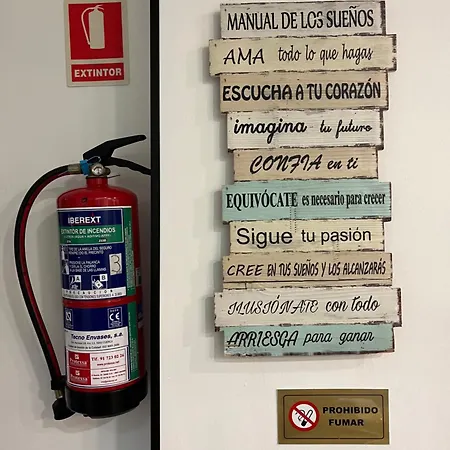 EXTINTOR
IBEREXT
EXTINTOR DE INCENDIOS
3
A
B
Tecno Envases, s.a.
MANUAL DE LOS SUEÑOS
AMA todo lo que hagas
ESCUCHA A TU CORAZÓN
imagina tu futuro
CONFIA en ti
EQUIVÓCATE es necesario para crecer
Sigue tu pasión
CREE EN TUS SUEÑOS Y LOS ALCANZARÁS
ILUSIÓNATE con todo
ARRIESGA para ganar
PROHIBIDO
FUMAR